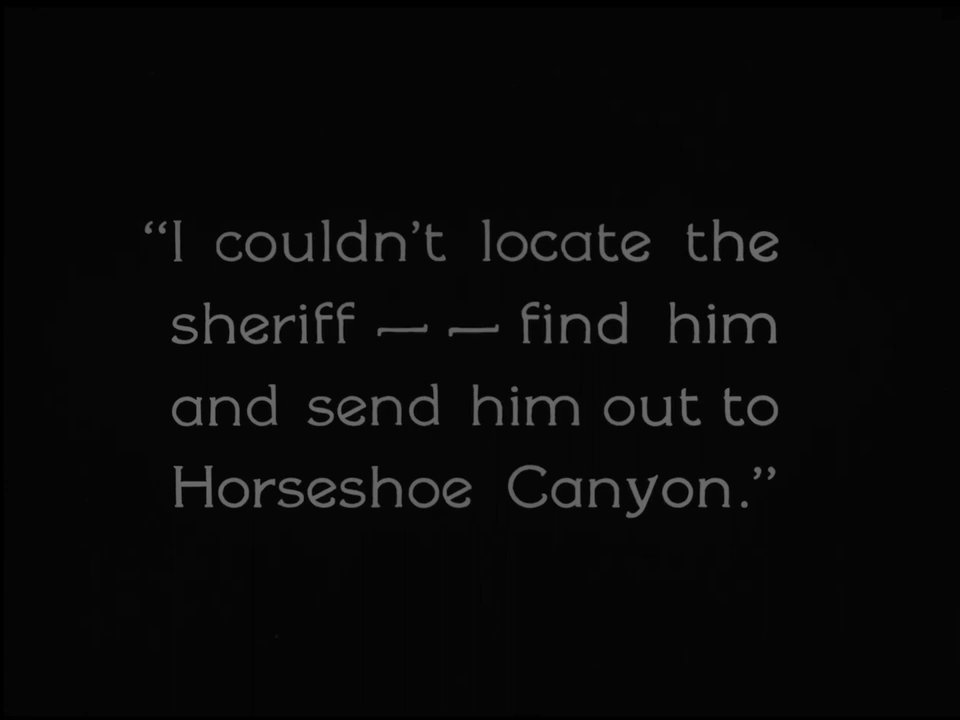 “I couldn’t locate the
sheriff — — find him
and send him out to
Horseshoe Canyon.”